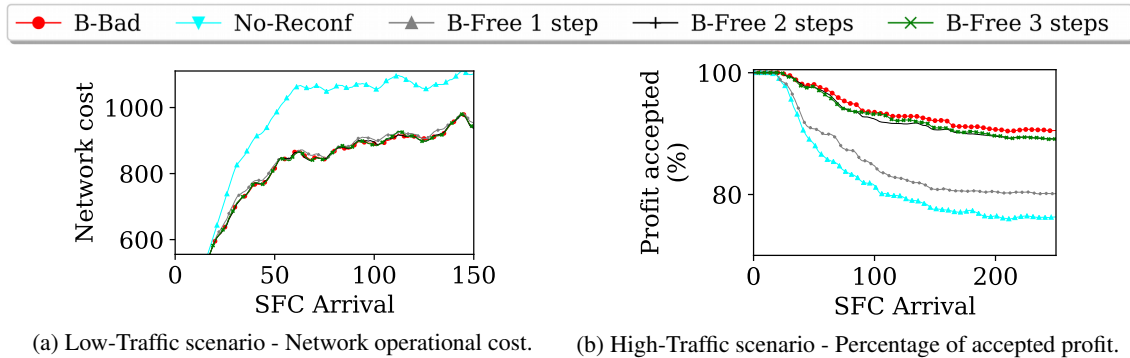 B-Bad No-Reconf B-Free 1 step B-Free 2 steps B-Free 3 steps
Network cost
1000
800
600
0 50 100 150
SFC Arrival
(a) Low-Traffic scenario - Network operational cost.
Profit accepted
(%)
100
80
0 100 200
SFC Arrival
(b) High-Traffic scenario - Percentage of accepted profit.